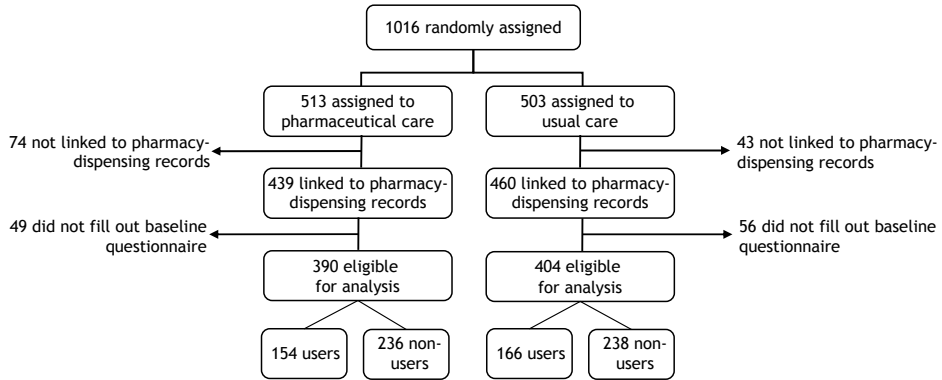 1016 randomly assigned
513 assigned to
pharmaceutical care
503 assigned to
usual care
74 not linked to pharmacy-
dispensing records
43 not linked to pharmacy-
dispensing records
439 linked to pharmacy-
dispensing records
460 linked to pharmacy-
dispensing records
49 did not fill out baseline
questionnaire
56 did not fill out baseline
questionnaire
390 eligible
for analysis
404 eligible
for analysis
154 users
236 non-
users
166 users
238 non-
users